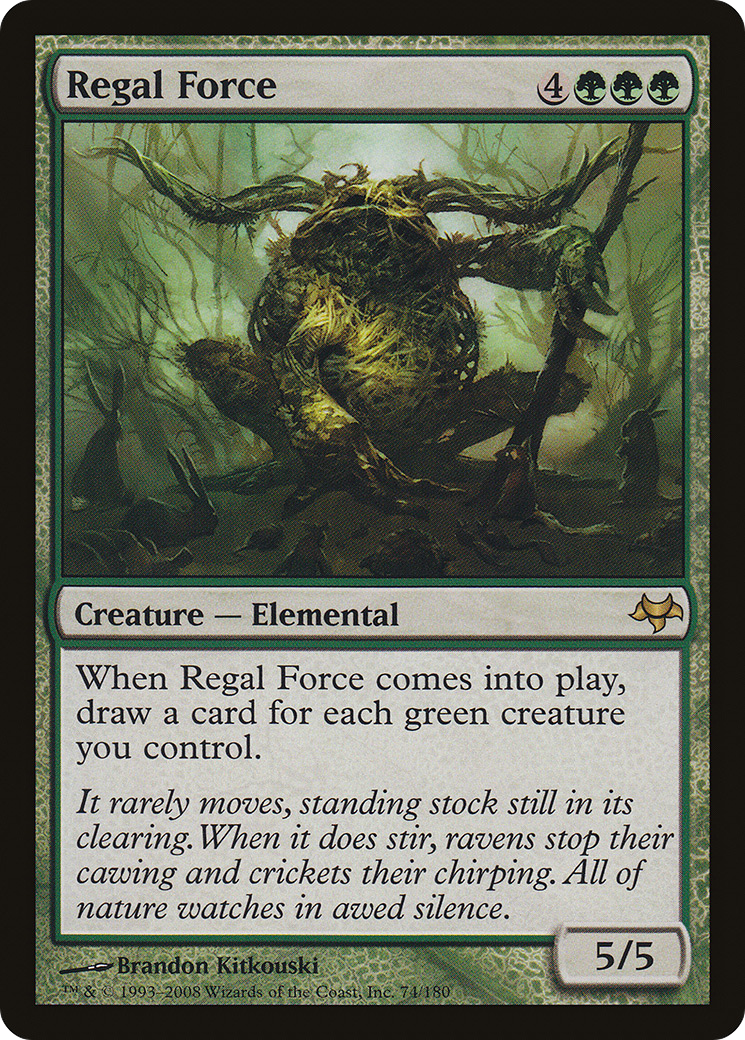 Regal Force 4
Creature — Elemental
When Regal Force comes into play,
draw a card for each green creature
you control.
It rarely moves, standing stock still in its
clearing. When it does stir, ravens stop their
cawing and crickets their chirping. All of
nature watches in awed silence.
5/5
Brandon Kitkouski
™ & © 1993–2008 Wizards of the Coast, Inc. 74/180